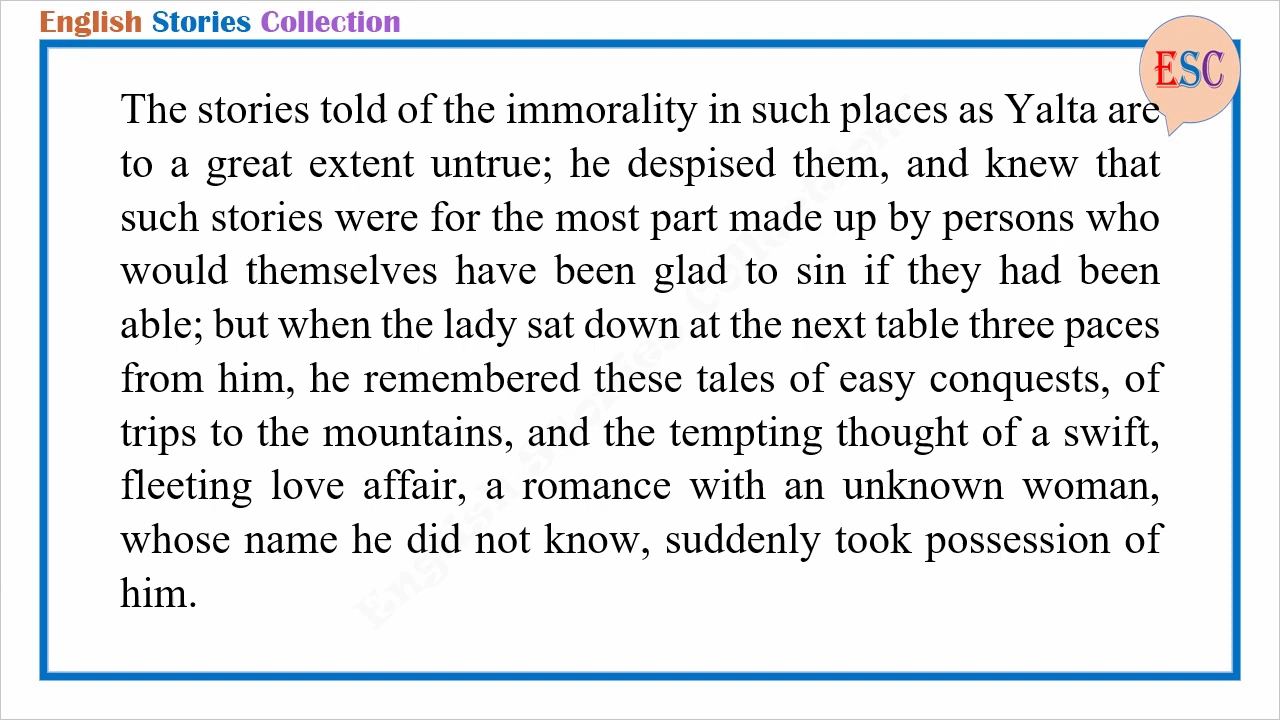 English Stories Collection
ESC
The stories told of the immorality in such places as Yalta are
to a great extent untrue; he despised them, and knew that
such stories were for the most part made up by persons who
would themselves have been glad to sin if they had been
able; but when the lady sat down at the next table three paces
from him, he remembered these tales of easy conquests, of
trips to the mountains, and the tempting thought of a swift,
fleeting love affair, a romance with an unknown woman,
whose name he did not know, suddenly took possession of
him.
English Stories Collection